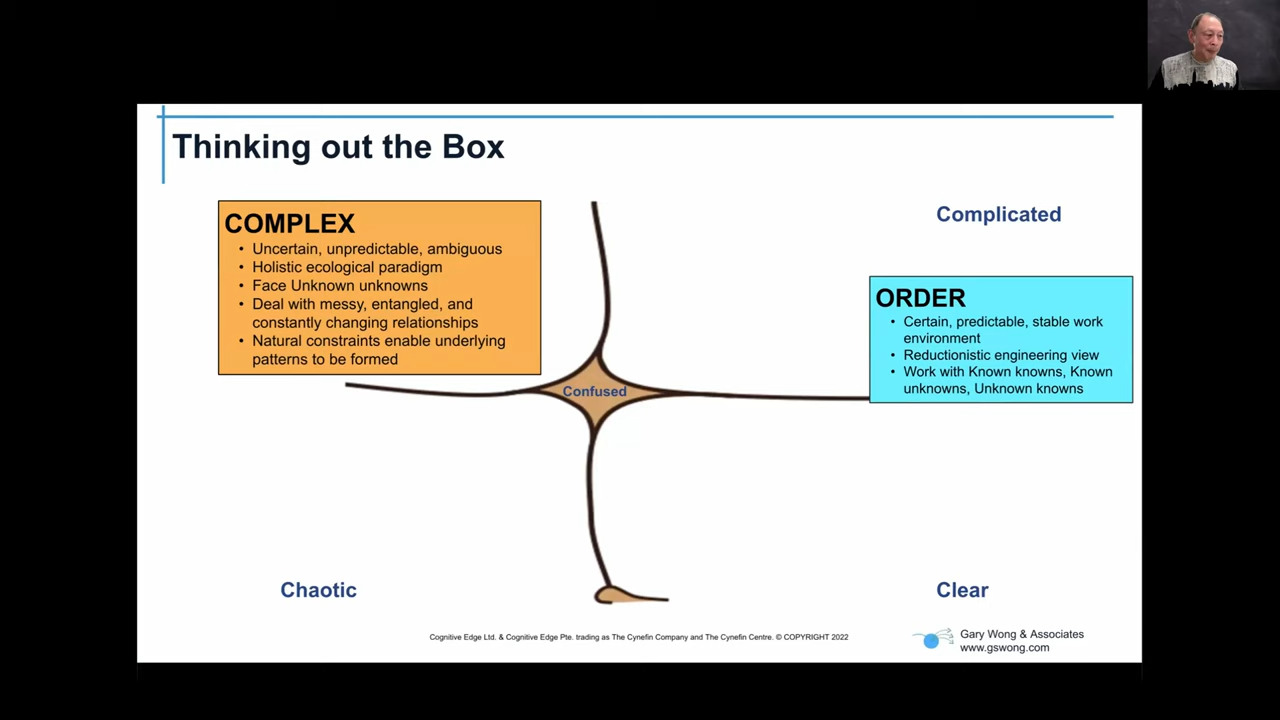 Thinking out the Box
COMPLEX
• Uncertain, unpredictable, ambiguous
• Holistic ecological paradigm
• Face Unknown unknowns
• Deal with messy, entangled, and
constantly changing relationships
• Natural constraints enable underlying
patterns to be formed
Complicated
ORDER
• Certain, predictable, stable work
environment
• Reductionistic engineering view
• Work with Known knowns, Known
unknowns, Unknown knowns
Confused
Chaotic
Clear
Cognitive Edge Ltd. & Cognitive Edge Pte. trading as The Cynefin Company and The Cynefin Centre. © COPYRIGHT 2022
Gary Wong & Associates
www.gswong.com